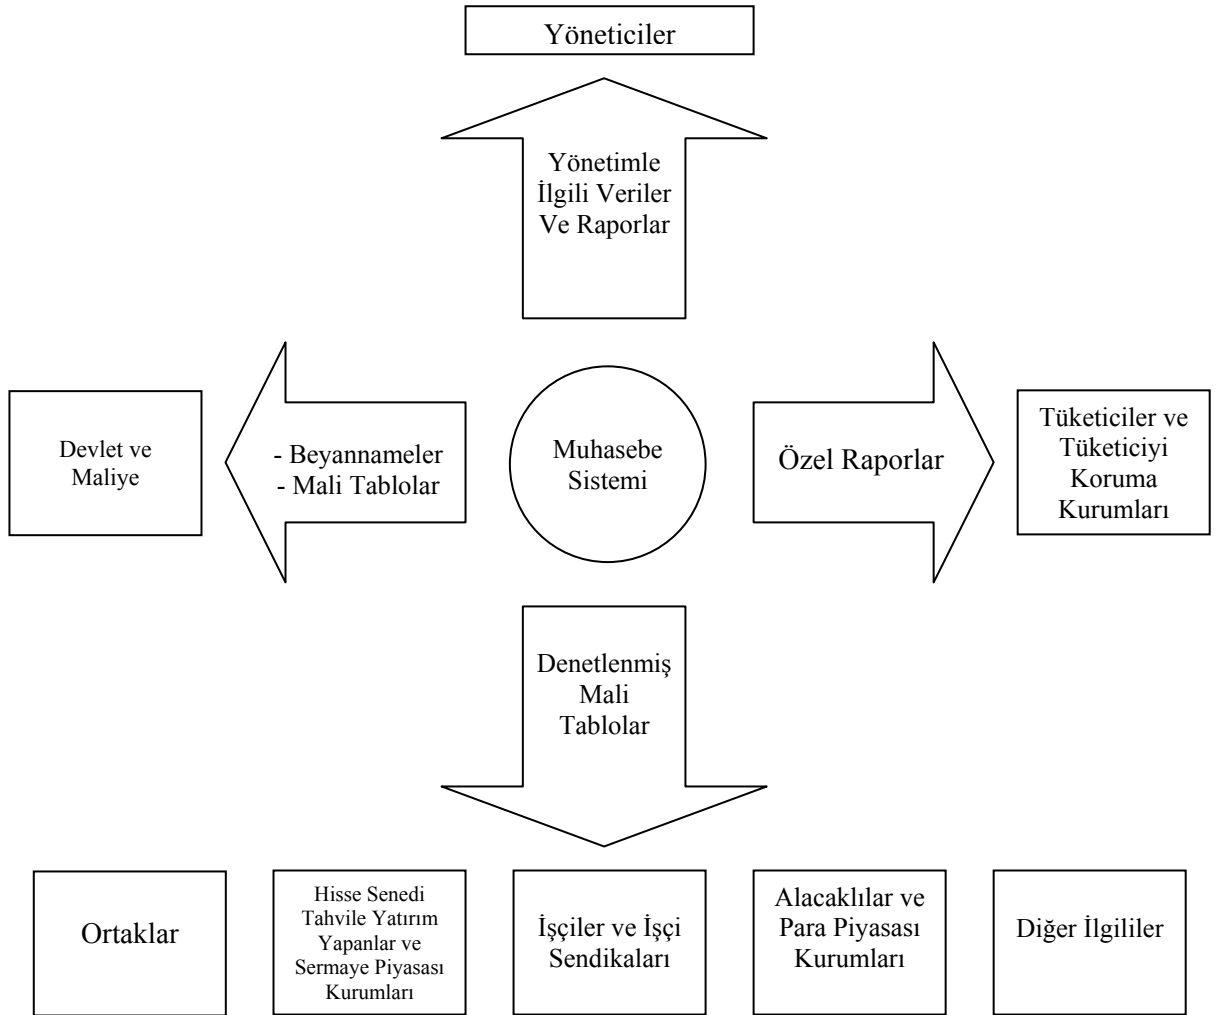 Yöneticiler
Yönetimle
İlgili Veriler
Ve Raporlar
Devlet ve
Maliye
- Beyannameler
- Mali Tablolar
Muhasebe
Sistemi
Özel Raporlar
Tüketiciler ve
Tüketiciyi
Koruma
Kurumları
Denetlenmiş
Mali
Tablolar
Ortaklar
Hisse Senedi
Tahvile Yatırım
Yapanlar ve
Sermaye Piyasası
Kurumları
İşçiler ve İşçi
Sendikaları
Alacaklılar ve
Para Piyasası
Kurumları
Diğer İlgililer